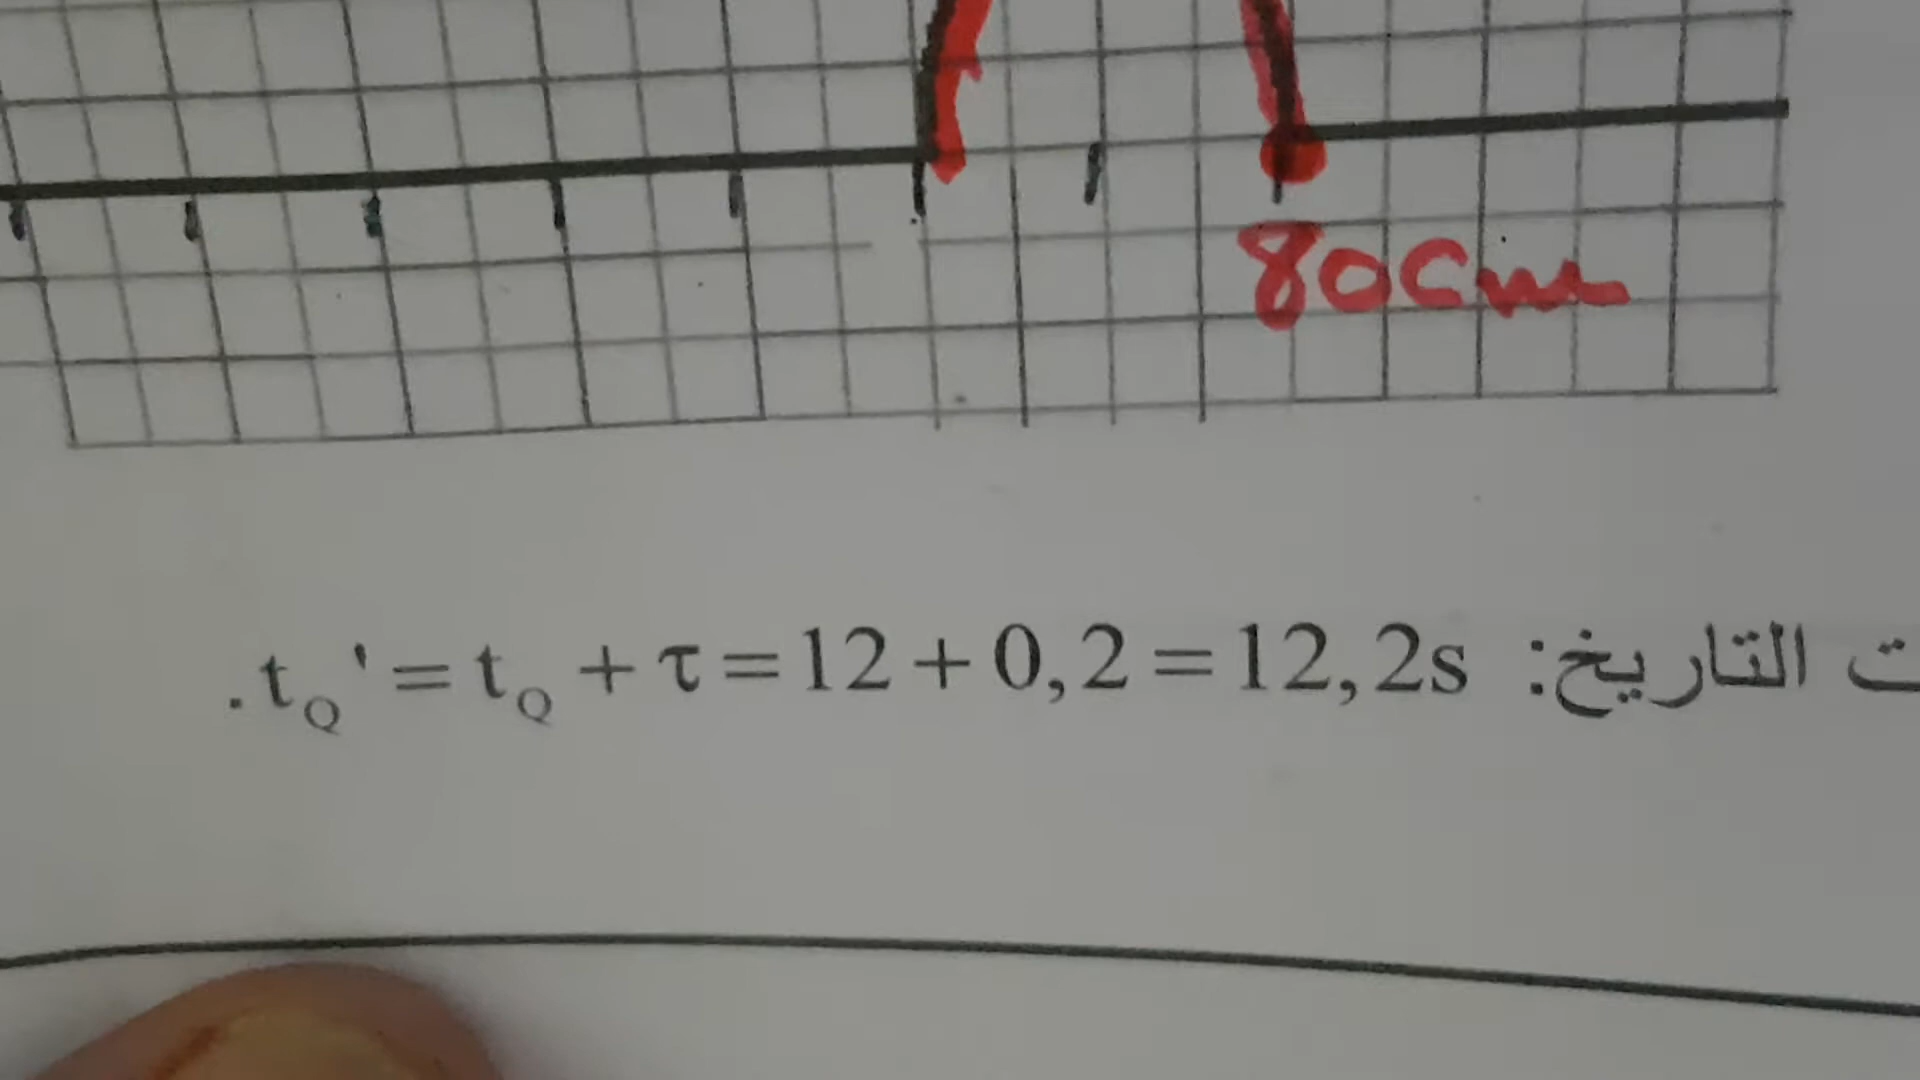 80cm
التاريخ: .t_Q' = t_Q + τ = 12 + 0,2 = 12,2s